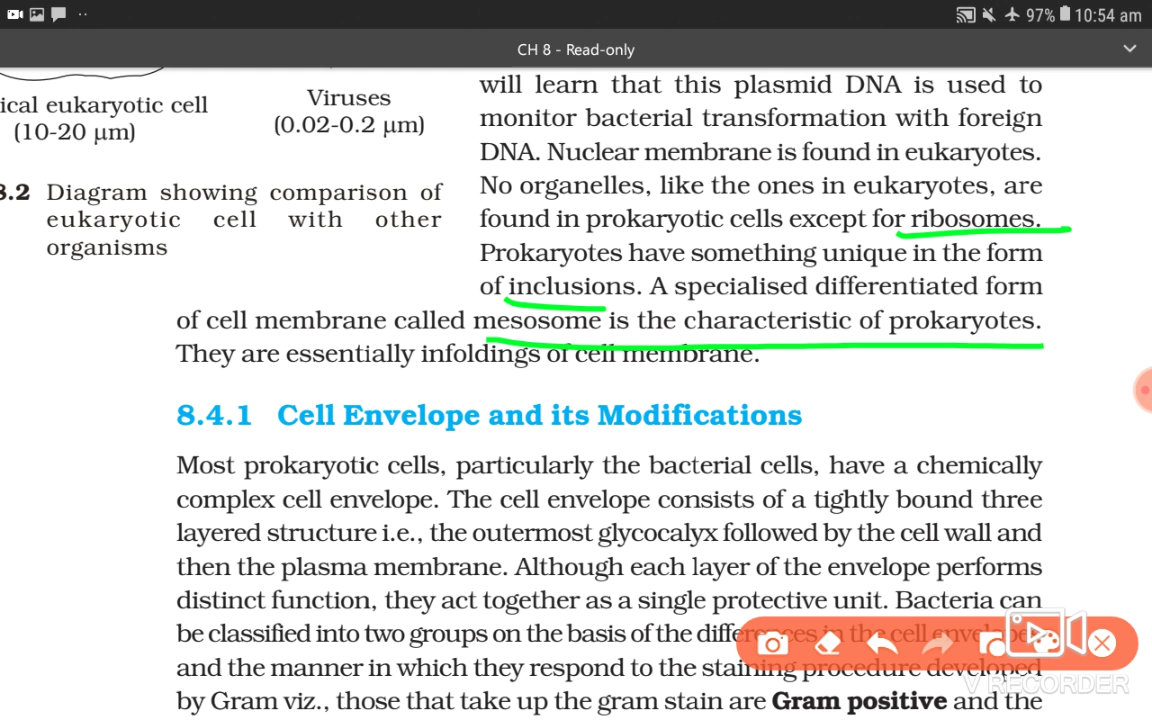 97% 10:54 am
CH 8 - Read-only
ical eukaryotic cell
(10-20 µm)
Viruses
(0.02-0.2 µm)
8.2 Diagram showing comparison of
eukaryotic cell with other
organisms
will learn that this plasmid DNA is used to
monitor bacterial transformation with foreign
DNA. Nuclear membrane is found in eukaryotes.
No organelles, like the ones in eukaryotes, are
found in prokaryotic cells except for ribosomes.
Prokaryotes have something unique in the form
of inclusions. A specialised differentiated form
of cell membrane called mesosome is the characteristic of prokaryotes.
They are essentially infoldings of cell membrane.
8.4.1 Cell Envelope and its Modifications
Most prokaryotic cells, particularly the bacterial cells, have a chemically
complex cell envelope. The cell envelope consists of a tightly bound three
layered structure i.e., the outermost glycocalyx followed by the cell wall and
then the plasma membrane. Although each layer of the envelope performs
distinct function, they act together as a single protective unit. Bacteria can
be classified into two groups on the basis of the differences in the cell envelopes
and the manner in which they respond to the staining procedure developed
by Gram viz., those that take up the gram stain are Gram positive and the
V RECORDER